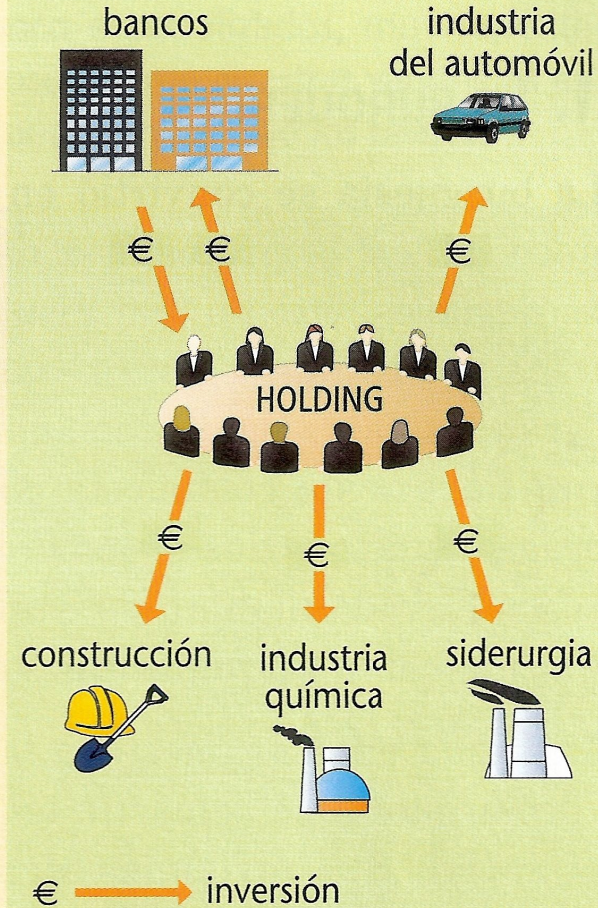 bancos
industria
del automóvil
€
€
€
HOLDING
€
€
€
construcción
industria
química
siderurgia
€ inversión